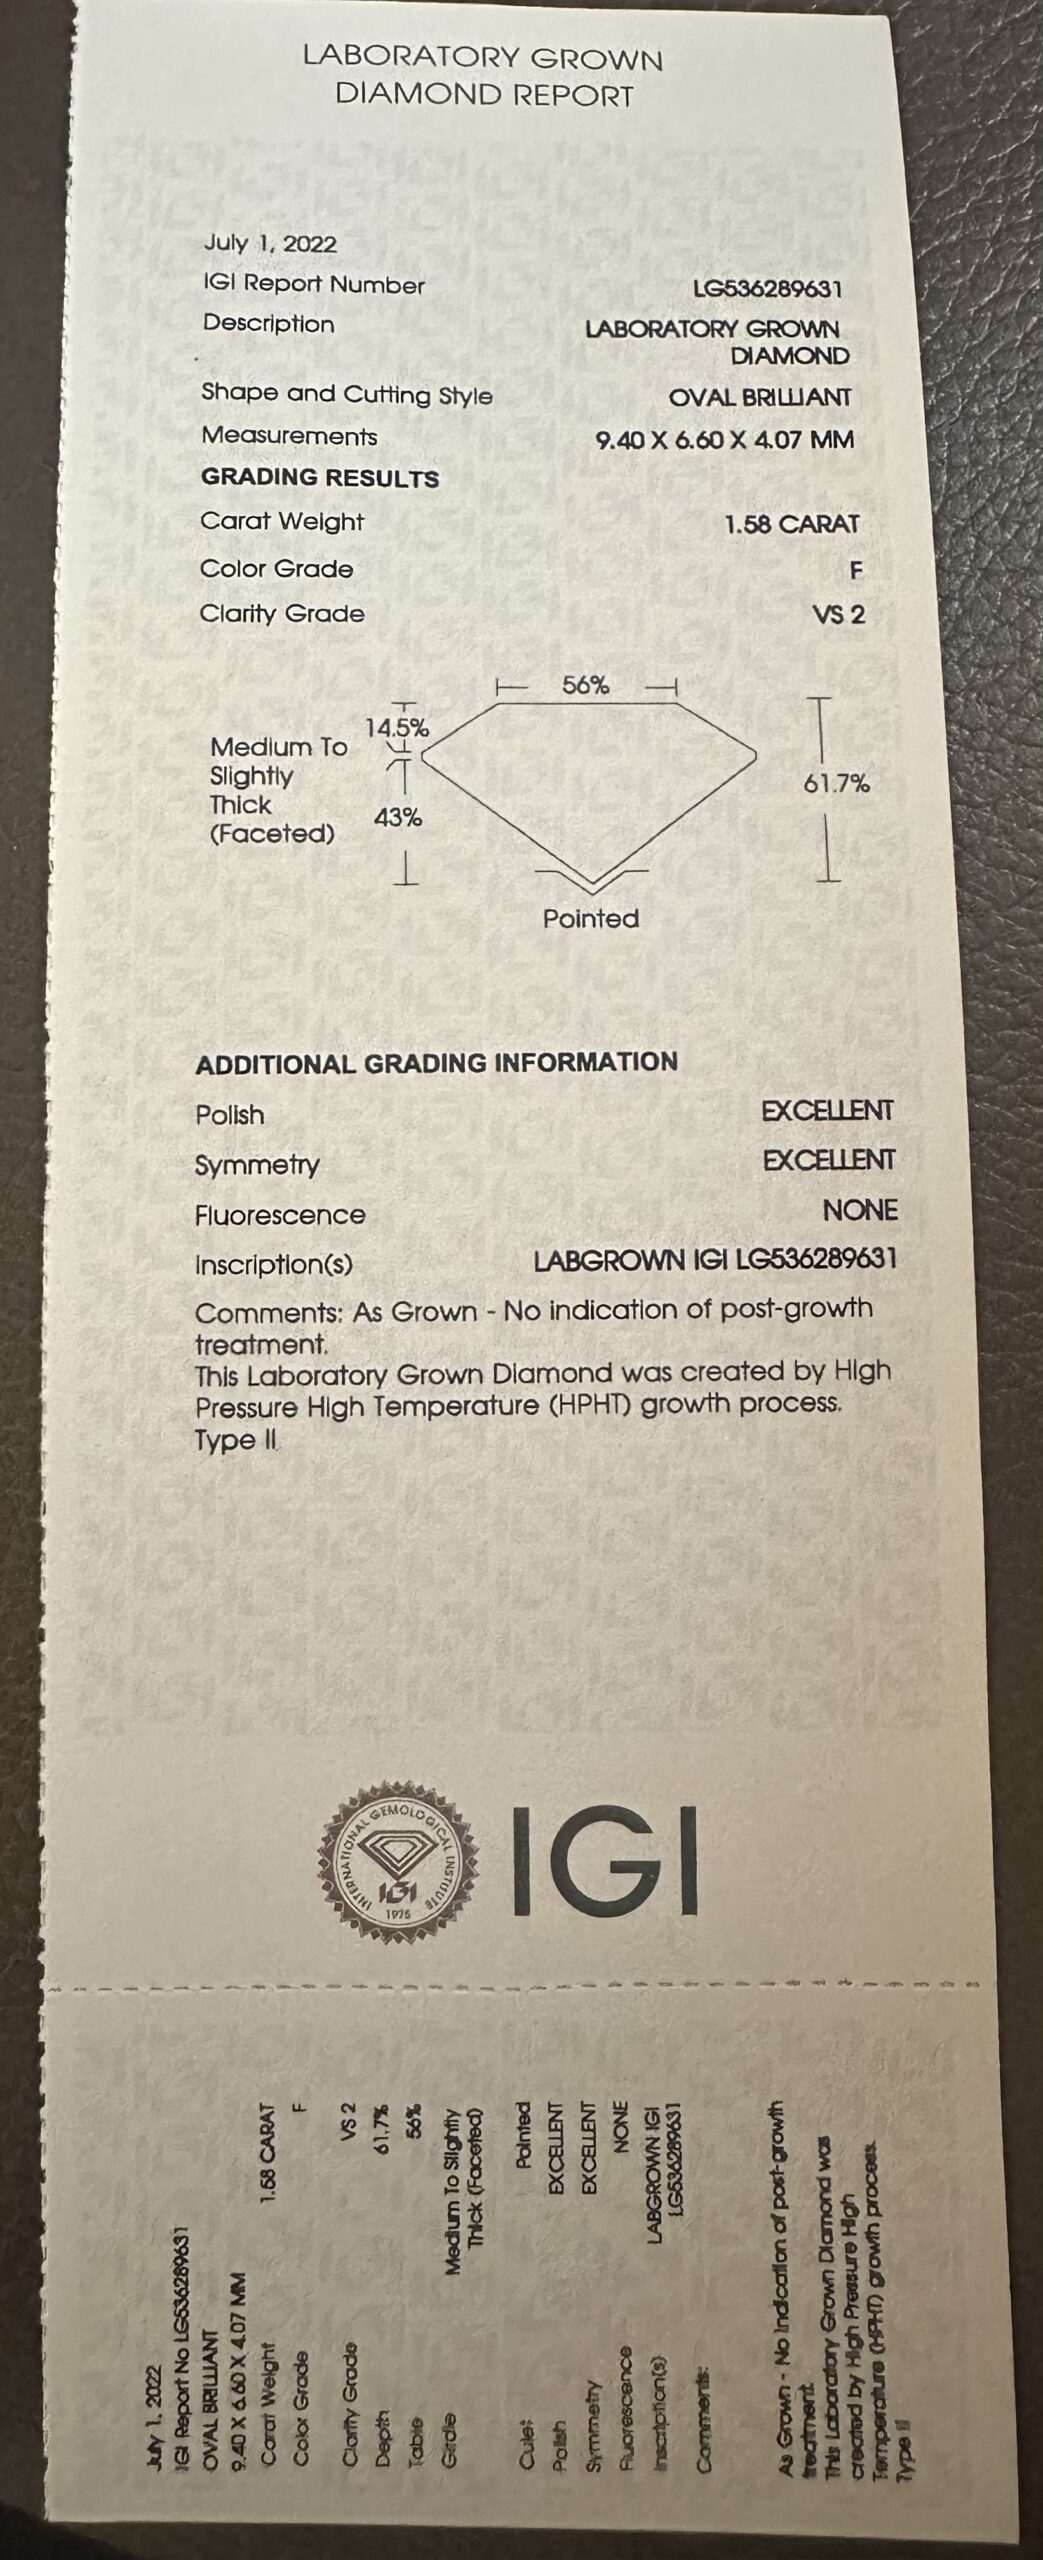 LABORATORY GROWN
DIAMOND REPORT
July 1, 2022
IGI Report Number LG536289631
Description LABORATORY GROWN
DIAMOND
Shape and Cutting Style OVAL BRILLIANT
Measurements 9.40 X 6.60 X 4.07 MM
GRADING RESULTS
Carat Weight 1.58 CARAT
Color Grade F
Clarity Grade VS 2
56%
14.5%
Medium To
Slightly
Thick
(Faceted)
43%
61.7%
Pointed
ADDITIONAL GRADING INFORMATION
Polish EXCELLENT
Symmetry EXCELLENT
Fluorescence NONE
Inscription(s) LABGROWN IGI LG536289631
Comments: As Grown - No indication of post-growth
treatment.
This Laboratory Grown Diamond was created by High
Pressure High Temperature (HPHT) growth process.
Type II
INTERNATIONAL GEMOLOGICAL INSTITUTE
IGI
1975
IGI
July 1, 2022
IGI Report No LG536289631
OVAL BRILLIANT
9.40 X 6.60 X 4.07 MM
Carat Weight 1.58 CARAT
Color Grade F
Clarity Grade VS 2
Depth 61.7%
Table 56%
Girdle Medium To Slightly
Thick (Faceted)
Culet Pointed
Polish EXCELLENT
Symmetry EXCELLENT
Fluorescence NONE
Inscription(s) LABGROWN IGI
LG536289631
Comments:
As Grown - No indication of post-growth
treatment.
This Laboratory Grown Diamond was
created by High Pressure High
Temperature (HPHT) growth process.
Type II